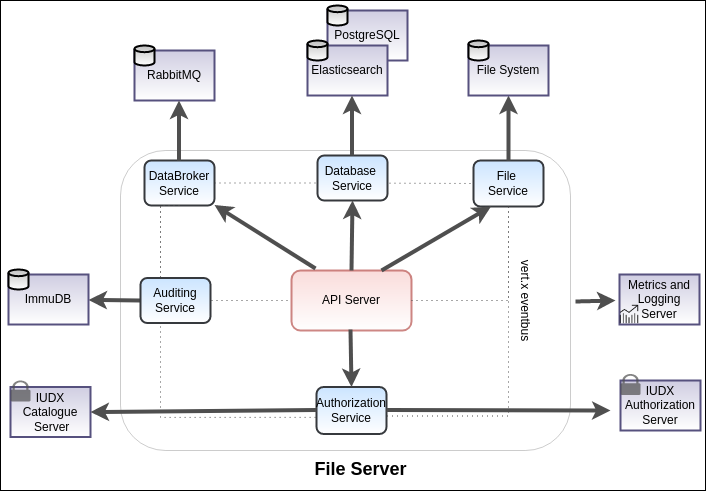 PostgreSQL
RabbitMQ
Elasticsearch
File System
DataBroker
Service
Database
Service
File
Service
vert.x eventbus
ImmuDB
Auditing
Service
API Server
Metrics and
Logging
Server
IUDX
Catalogue
Server
Authorization
Service
IUDX
Authorization
Server
File Server